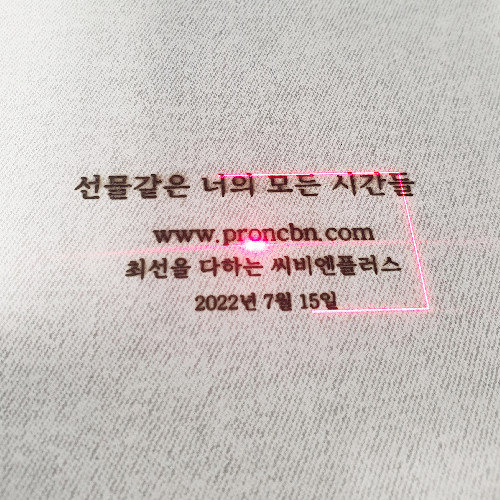 선물같은 너의 모든 시간들
www.proncbn.com
최선을 다하는 씨비엔플러스
2022년 7월 15일